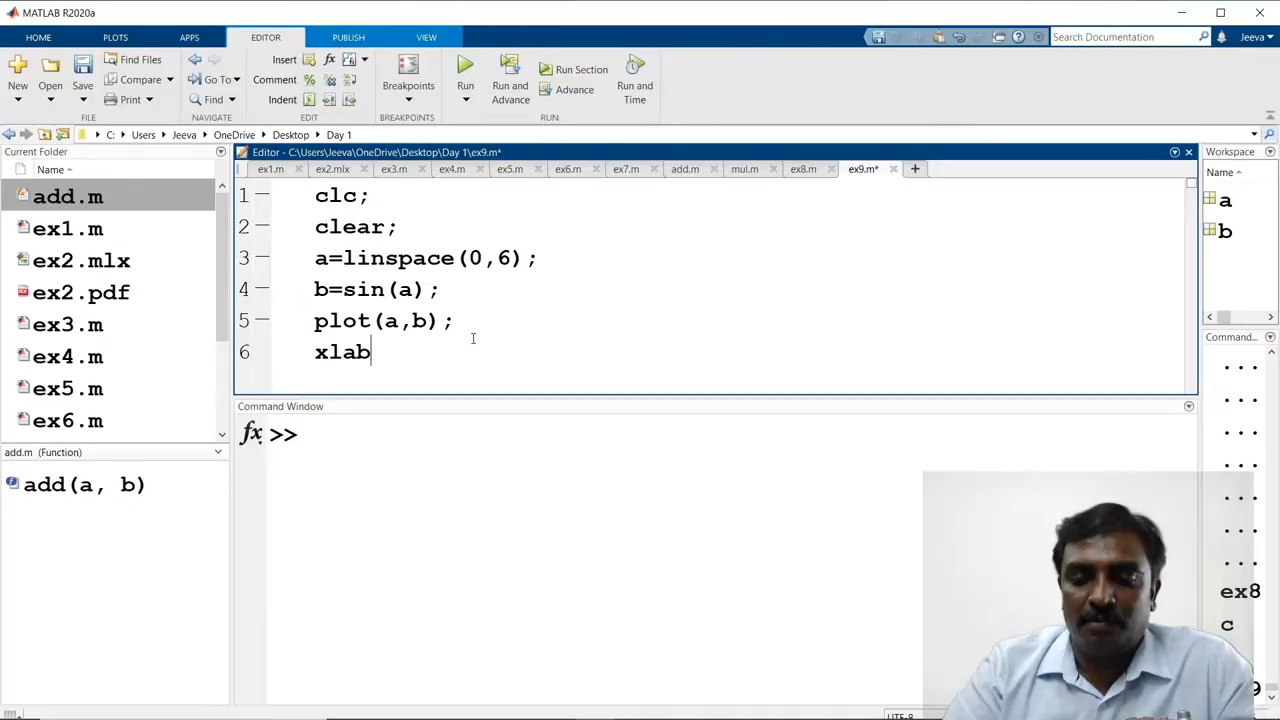 MATLAB R2020a
HOME PLOTS APPS EDITOR PUBLISH VIEW Search Documentation Jeeva
New Open Save Find Files Compare Print Go To Find Insert fx Comment % Indent Breakpoints Run Run and Advance Run Section Advance Run and Time
FILE NAVIGATE EDIT BREAKPOINTS RUN
C: Users Jeeva OneDrive Desktop Day 1
Current Folder
Name
add.m
ex1.m
ex2.mlx
ex2.pdf
ex3.m
ex4.m
ex5.m
ex6.m
add.m (Function)
add(a, b)
Editor - C:\Users\Jeeva\OneDrive\Desktop\Day 1\ex9.m*
ex1.m ex2.mlx ex3.m ex4.m ex5.m ex6.m ex7.m add.m mul.m ex8.m ex9.m* +
1 clc;
2 clear;
3 a=linspace(0,6);
4 b=sin(a);
5 plot(a,b);
6 xlab
Command Window
fx >>
Workspace
Name
a
b
Command...
...
...
...
...
...
...
...
ex8
c
9
UTF-8